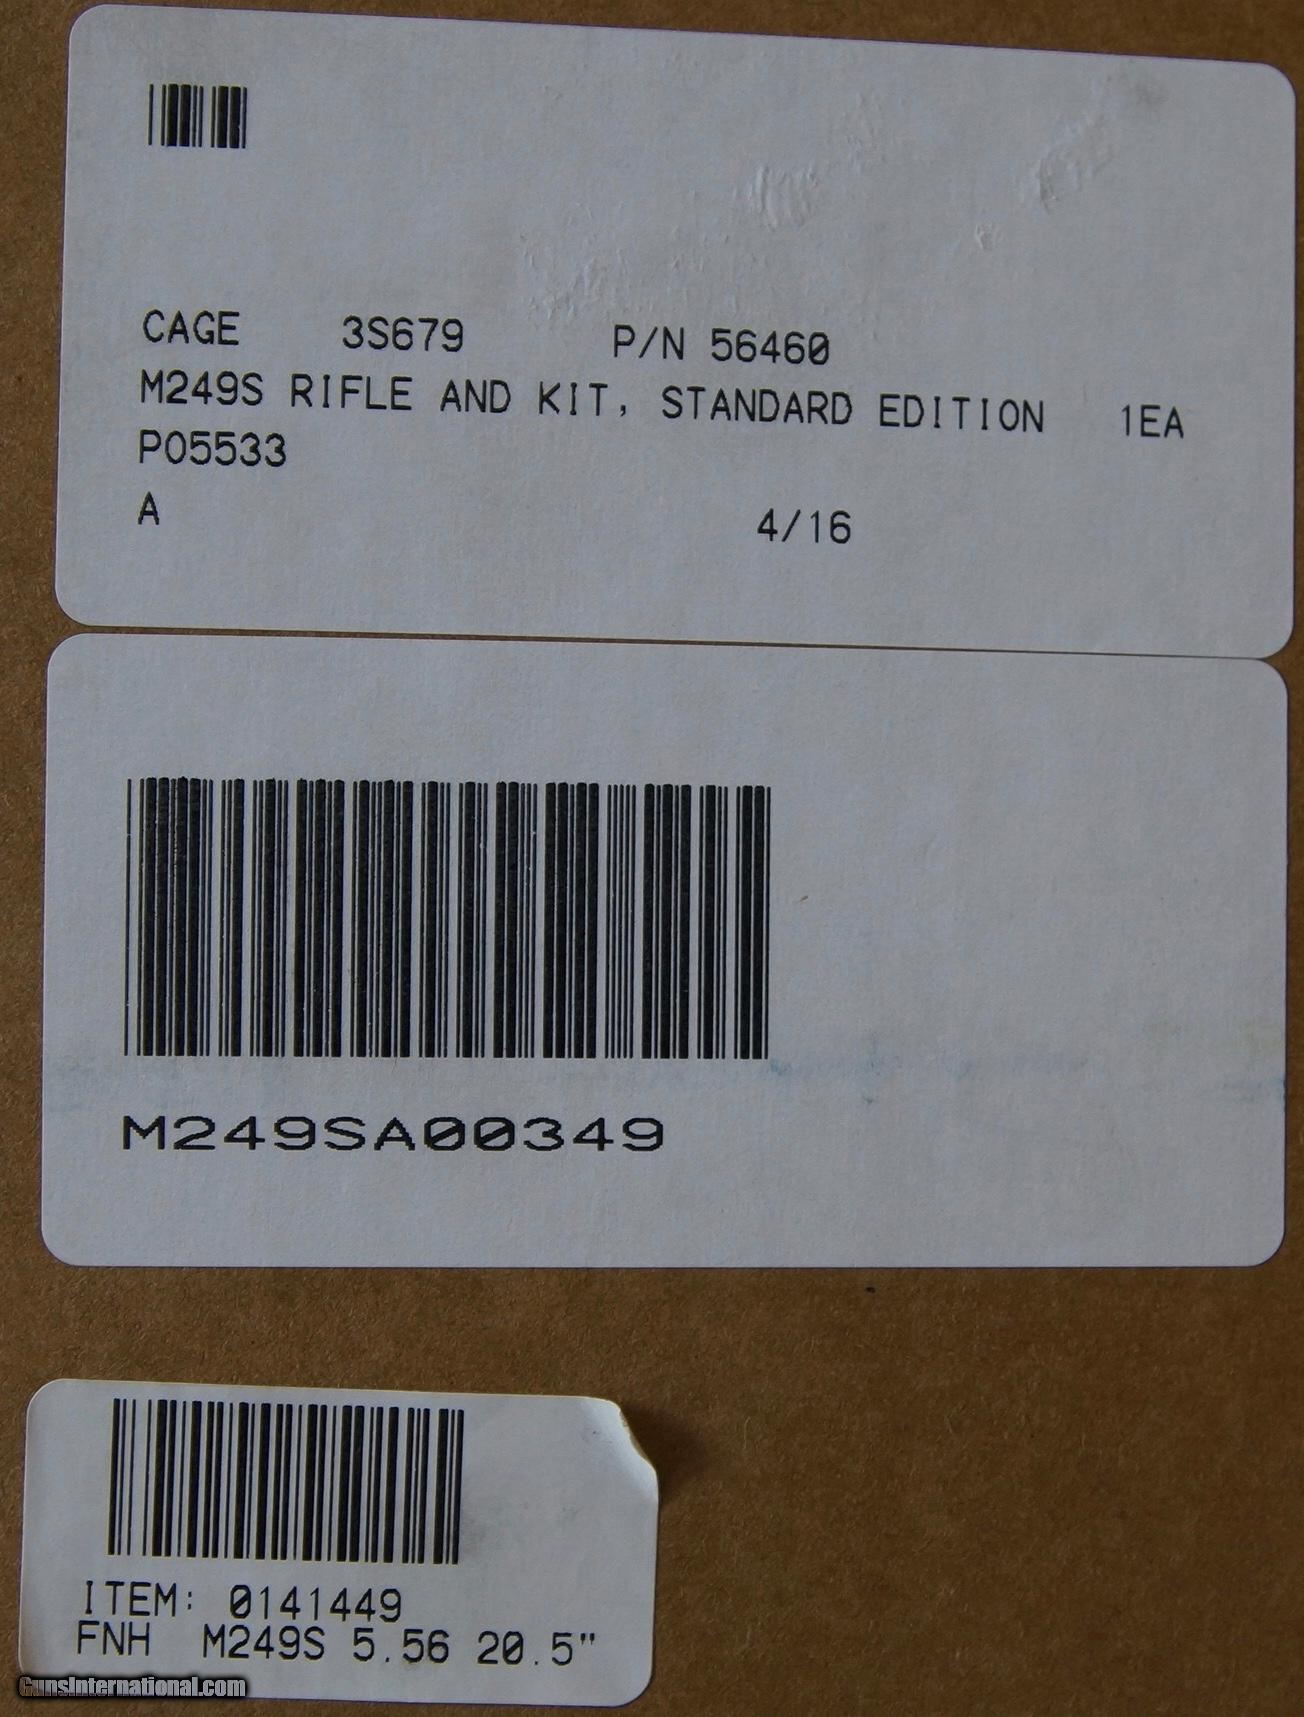 CAGE 3S679 P/N 56460
M249S RIFLE AND KIT, STANDARD EDITION 1EA
P05533
A 4/16
M249SA00349
ITEM: 0141449
FNH M249S 5.56 20.5"
GunsInternational.com